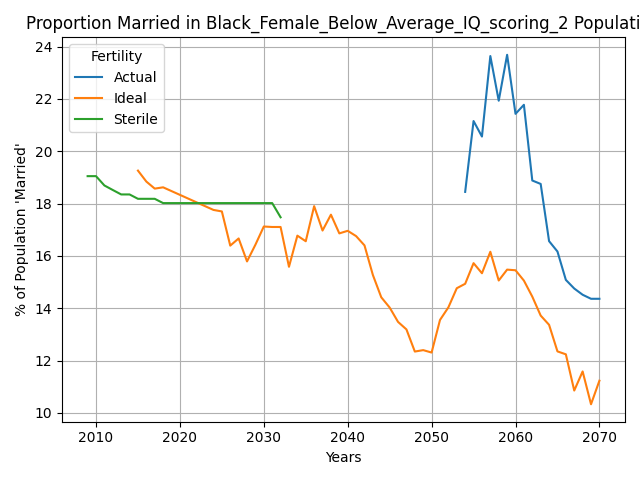 Proportion Married in Black_Female_Below_Average_IQ_scoring_2 Populati
Fertility
Actual
Ideal
Sterile
% of Population 'Married'
24
22
20
18
16
14
12
10
2010 2020 2030 2040 2050 2060 2070
Years